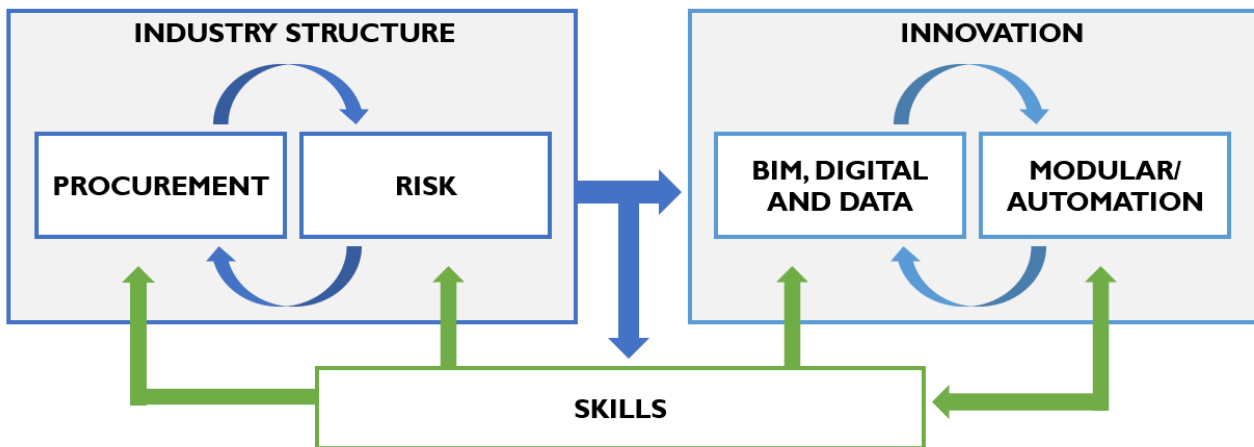 INDUSTRY STRUCTURE
PROCUREMENT
RISK
INNOVATION
BIM, DIGITAL
AND DATA
MODULAR/
AUTOMATION
SKILLS